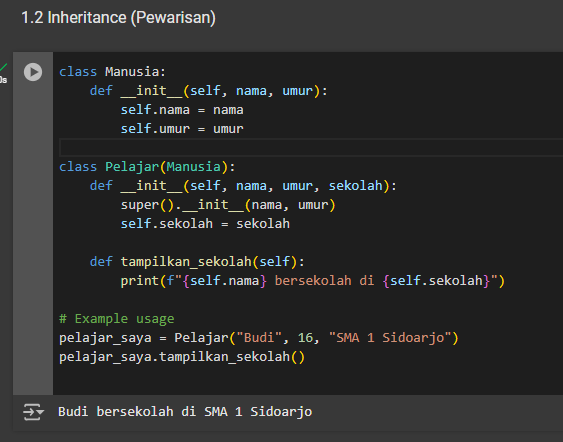 1.2 Inheritance (Pewarisan)
0s
class Manusia:
    def __init__(self, nama, umur):
        self.nama = nama
        self.umur = umur

class Pelajar(Manusia):
    def __init__(self, nama, umur, sekolah):
        super().__init__(nama, umur)
        self.sekolah = sekolah

    def tampilkan_sekolah(self):
        print(f"{self.nama} bersekolah di {self.sekolah}")

# Example usage
pelajar_saya = Pelajar("Budi", 16, "SMA 1 Sidoarjo")
pelajar_saya.tampilkan_sekolah()
Budi bersekolah di SMA 1 Sidoarjo